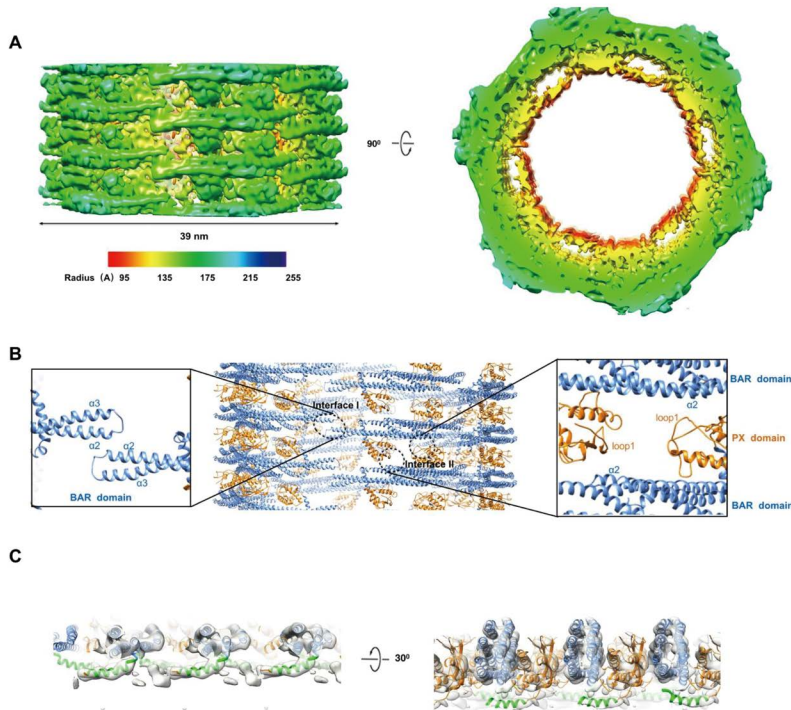 A
90⁰
39 nm
Radius (A) 95 135 175 215 255
B
α3
α2
α2
α3
BAR domain
Interface I
Interface II
BAR domain
α2
loop1
PX domain
loop1
α2
BAR domain
C
30⁰